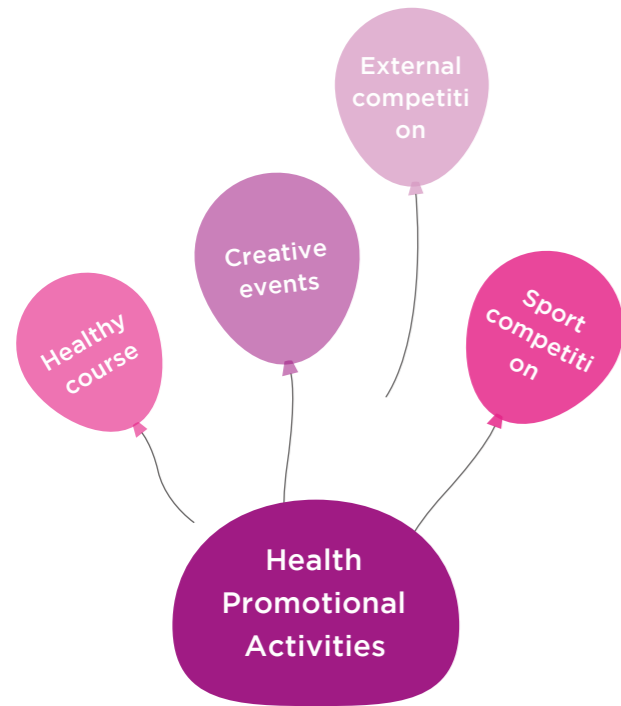 External
competiti
on
Creative
events
Healthy
course
Sport
competiti
on
Health
Promotional
Activities